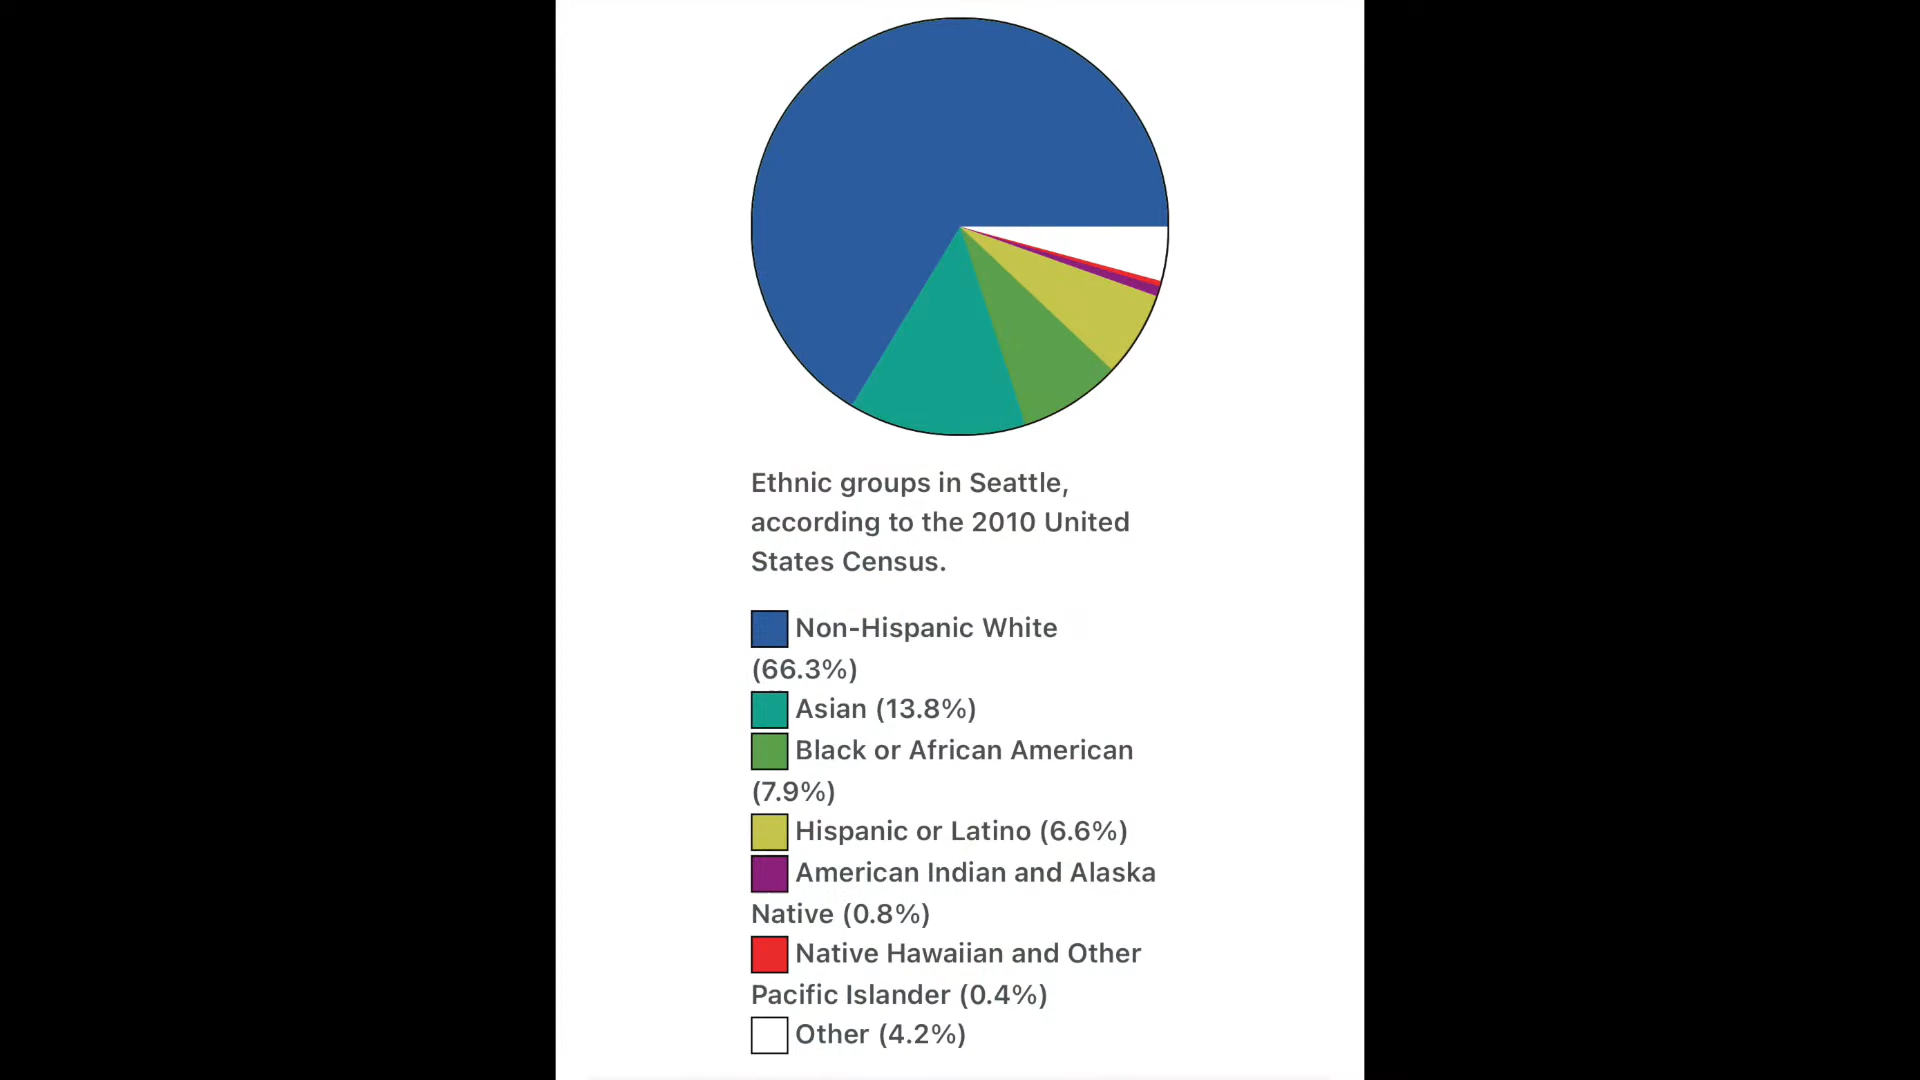 Ethnic groups in Seattle,
according to the 2010 United
States Census.
Non-Hispanic White
(66.3%)
Asian (13.8%)
Black or African American
(7.9%)
Hispanic or Latino (6.6%)
American Indian and Alaska
Native (0.8%)
Native Hawaiian and Other
Pacific Islander (0.4%)
Other (4.2%)